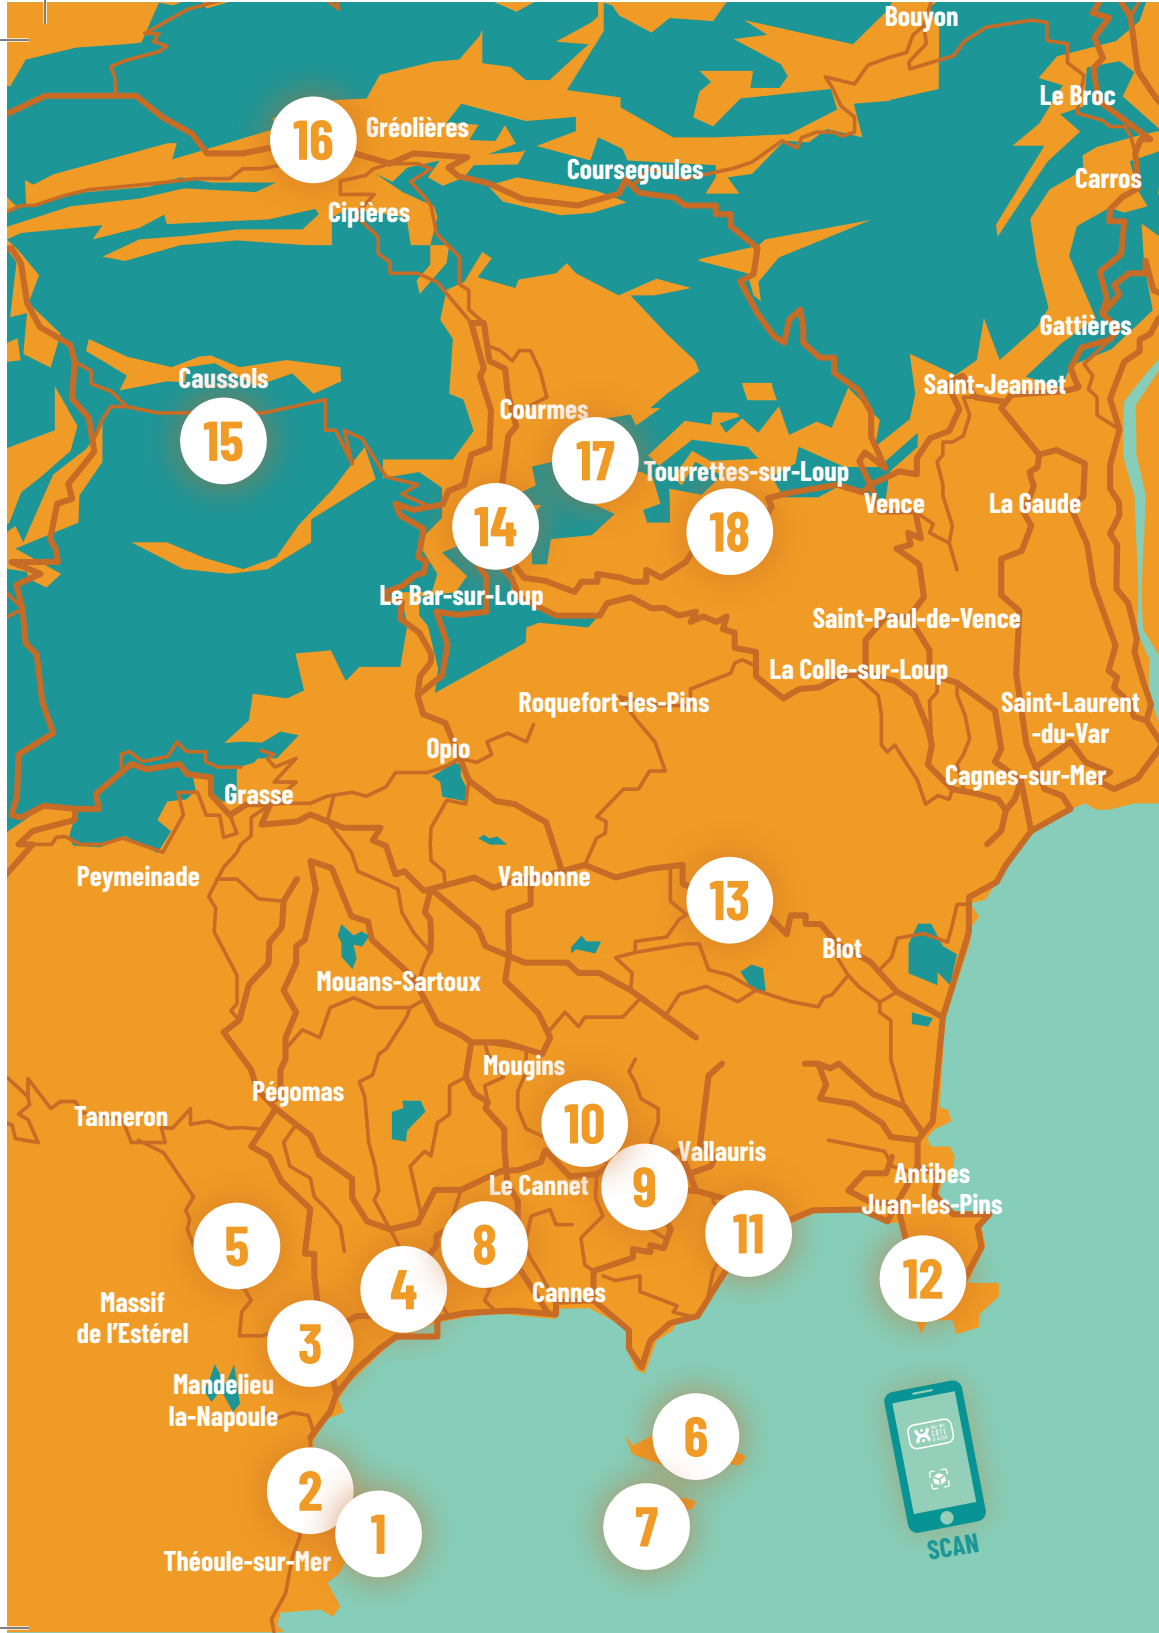 Bouyon
Le Broc
16
Gréolières
Coursegoules
Carros
Cipières
Gattières
Caussols
Saint-Jeannet
15
Courmes
17
Tourrettes-sur-Loup
Vence
La Gaude
14
18
Le Bar-sur-Loup
Saint-Paul-de-Vence
La Colle-sur-Loup
Roquefort-les-Pins
Saint-Laurent
-du-Var
Opio
Cagnes-sur-Mer
Grasse
Peymeinade
Valbonne
13
Biot
Mouans-Sartoux
Mougins
Pégomas
Tanneron
10
Vallauris
Le Cannet
9
Antibes
Juan-les-Pins
5
8
11
12
4
Cannes
Massif
de l'Estérel
3
Mandelieu
la-Napoule
6
2
1
7
SCAN
Théoule-sur-Mer